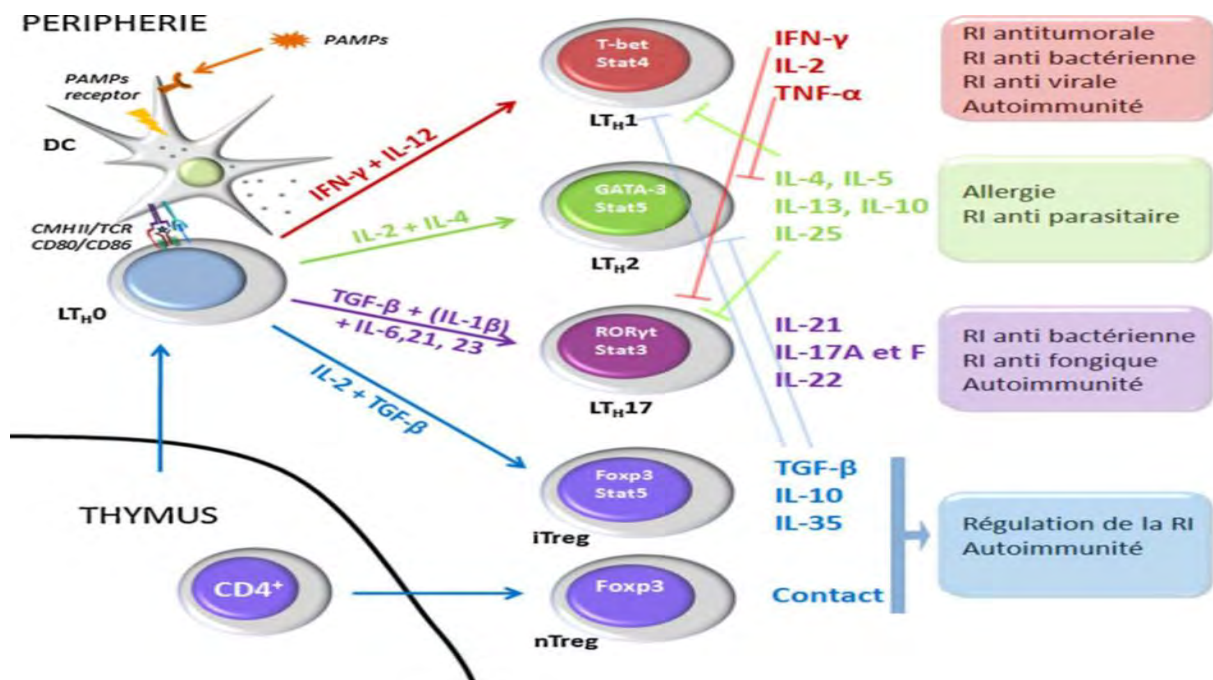 PERIPHERIE
PAMPs
PAMPs
receptor
DC
CMHII/TCR
CD80/CD86
LTH0
IFN-γ + IL-12
IL-2 + IL-4
TGF-β + (IL-1β)
+ IL-6,21, 23
IL-2 + TGF-β
T-bet
Stat4
LTH1
IFN-γ
IL-2
TNF-α
RI antitumorale
RI anti bactérienne
RI anti virale
Autoimmunité
GATA-3
Stat5
LTH2
IL-4, IL-5
IL-13, IL-10
IL-25
Allergie
RI anti parasitaire
RORγt
Stat3
LTH17
IL-21
IL-17A et F
IL-22
RI anti bactérienne
RI anti fongique
Autoimmunité
Foxp3
Stat5
iTreg
TGF-β
IL-10
IL-35
Régulation de la RI
Autoimmunité
THYMUS
CD4+
Foxp3
nTreg
Contact